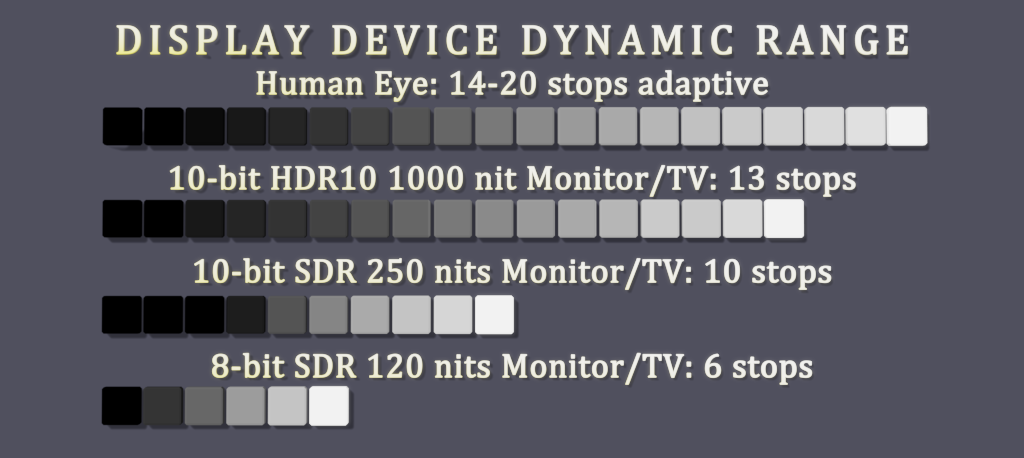 DISPLAY DEVICE DYNAMIC RANGE
Human Eye: 14-20 stops adaptive
10-bit HDR10 1000 nit Monitor/TV: 13 stops
10-bit SDR 250 nits Monitor/TV: 10 stops
8-bit SDR 120 nits Monitor/TV: 6 stops